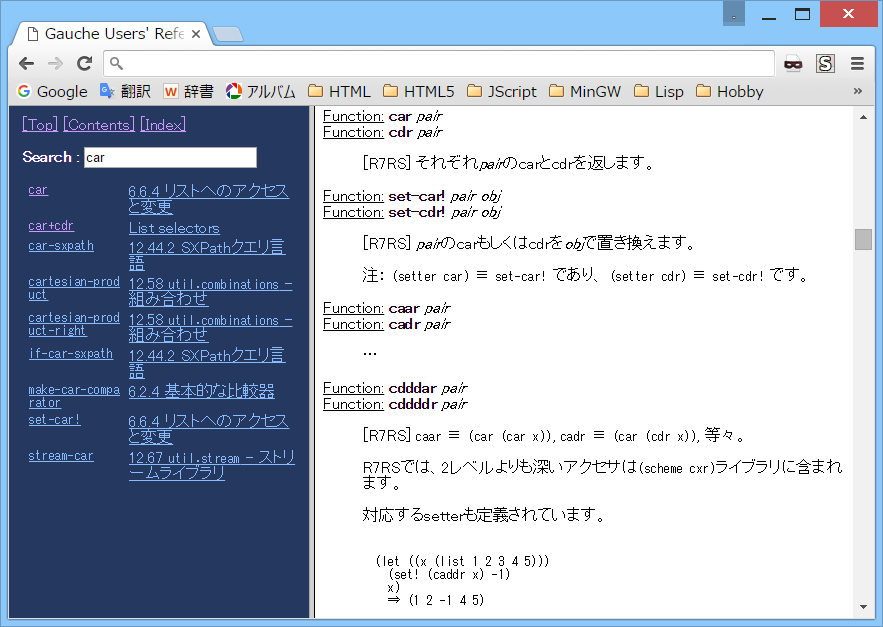 Gauche Users' Refe
Google 翻訳 辞書 アルバム HTML HTML5 JScript MinGW Lisp Hobby »
[Top] [Contents] [Index]
Search : car
car 6.6.4 リストへのアクセス
と変更
car+cdr List selectors
car-sxpath 12.44.2 SXPathクエリ言
語
cartesian-prod 12.58 util.combinations –
uct 組み合わせ
cartesian-prod 12.58 util.combinations –
uct-right 組み合わせ
if-car-sxpath 12.44.2 SXPathクエリ言
語
make-car-compa 6.2.4 基本的な比較器
rator
set-car! 6.6.4 リストへのアクセス
と変更
stream-car 12.67 util.stream – ストリ
ームライブラリ
Function: car pair
Function: cdr pair
[R7RS] それぞれpairのcarとcdrを返します。
Function: set-car! pair obj
Function: set-cdr! pair obj
[R7RS] pairのcarもしくはcdrをobjで置き換えます。
注: (setter car) ≡ set-car! であり、 (setter cdr) ≡ set-cdr! です。
Function: caar pair
Function: cadr pair
…
Function: cdddar pair
Function: cddddr pair
[R7RS] caar ≡ (car (car x)), cadr ≡ (car (cdr x)), 等々。
R7RSでは、2レベルよりも深いアクセサは(scheme cxr)ライブラリに含まれ
ます。
対応するsetterも定義されています。
(let ((x (list 1 2 3 4 5)))
(set! (caddr x) -1)
x)
⇒ (1 2 -1 4 5)